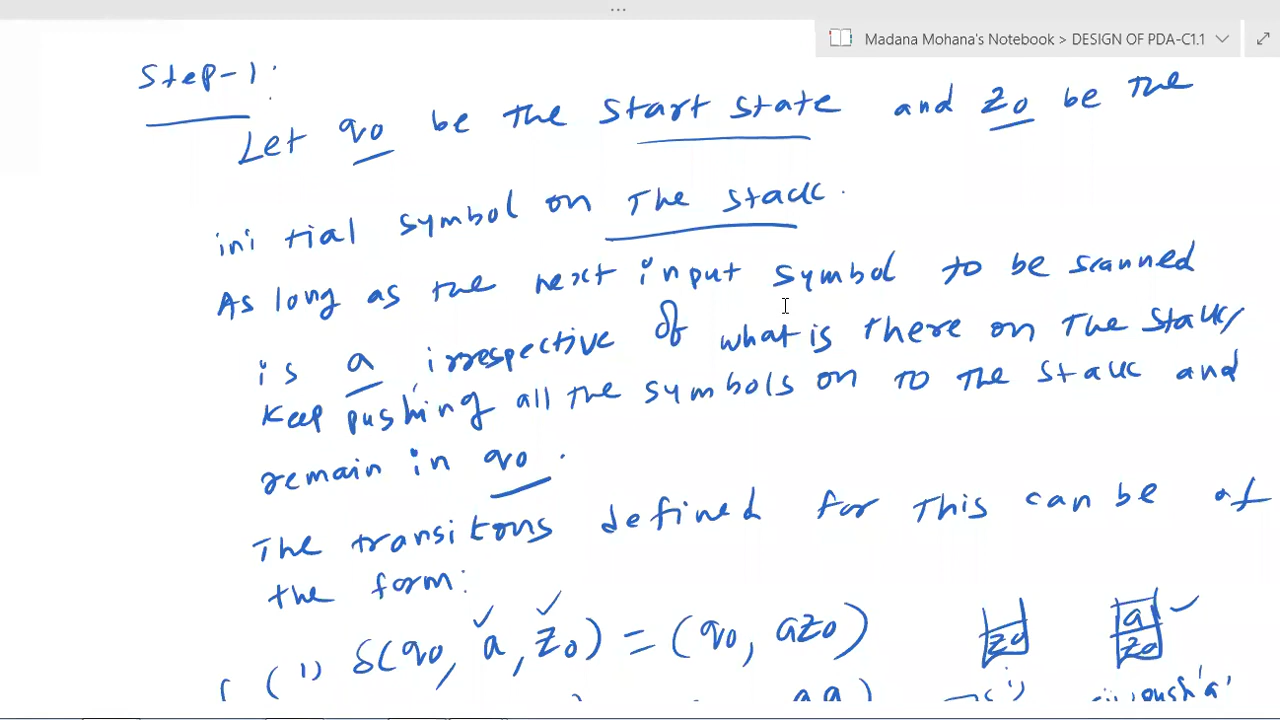 Madana Mohana's Notebook > DESIGN OF PDA-C1.1
Step-1:
Let q0 be the start state and z0 be the
initial symbol on The stack.
As long as the next input symbol to be scanned
is a irrespective of what is there on The stack,
Keep pushing all the symbols on to the stack and
remain in q0.
The transitons defined for This can be of
the form:
(1) δ(q0, a, z0) = (q0, az0) z0 a
z0